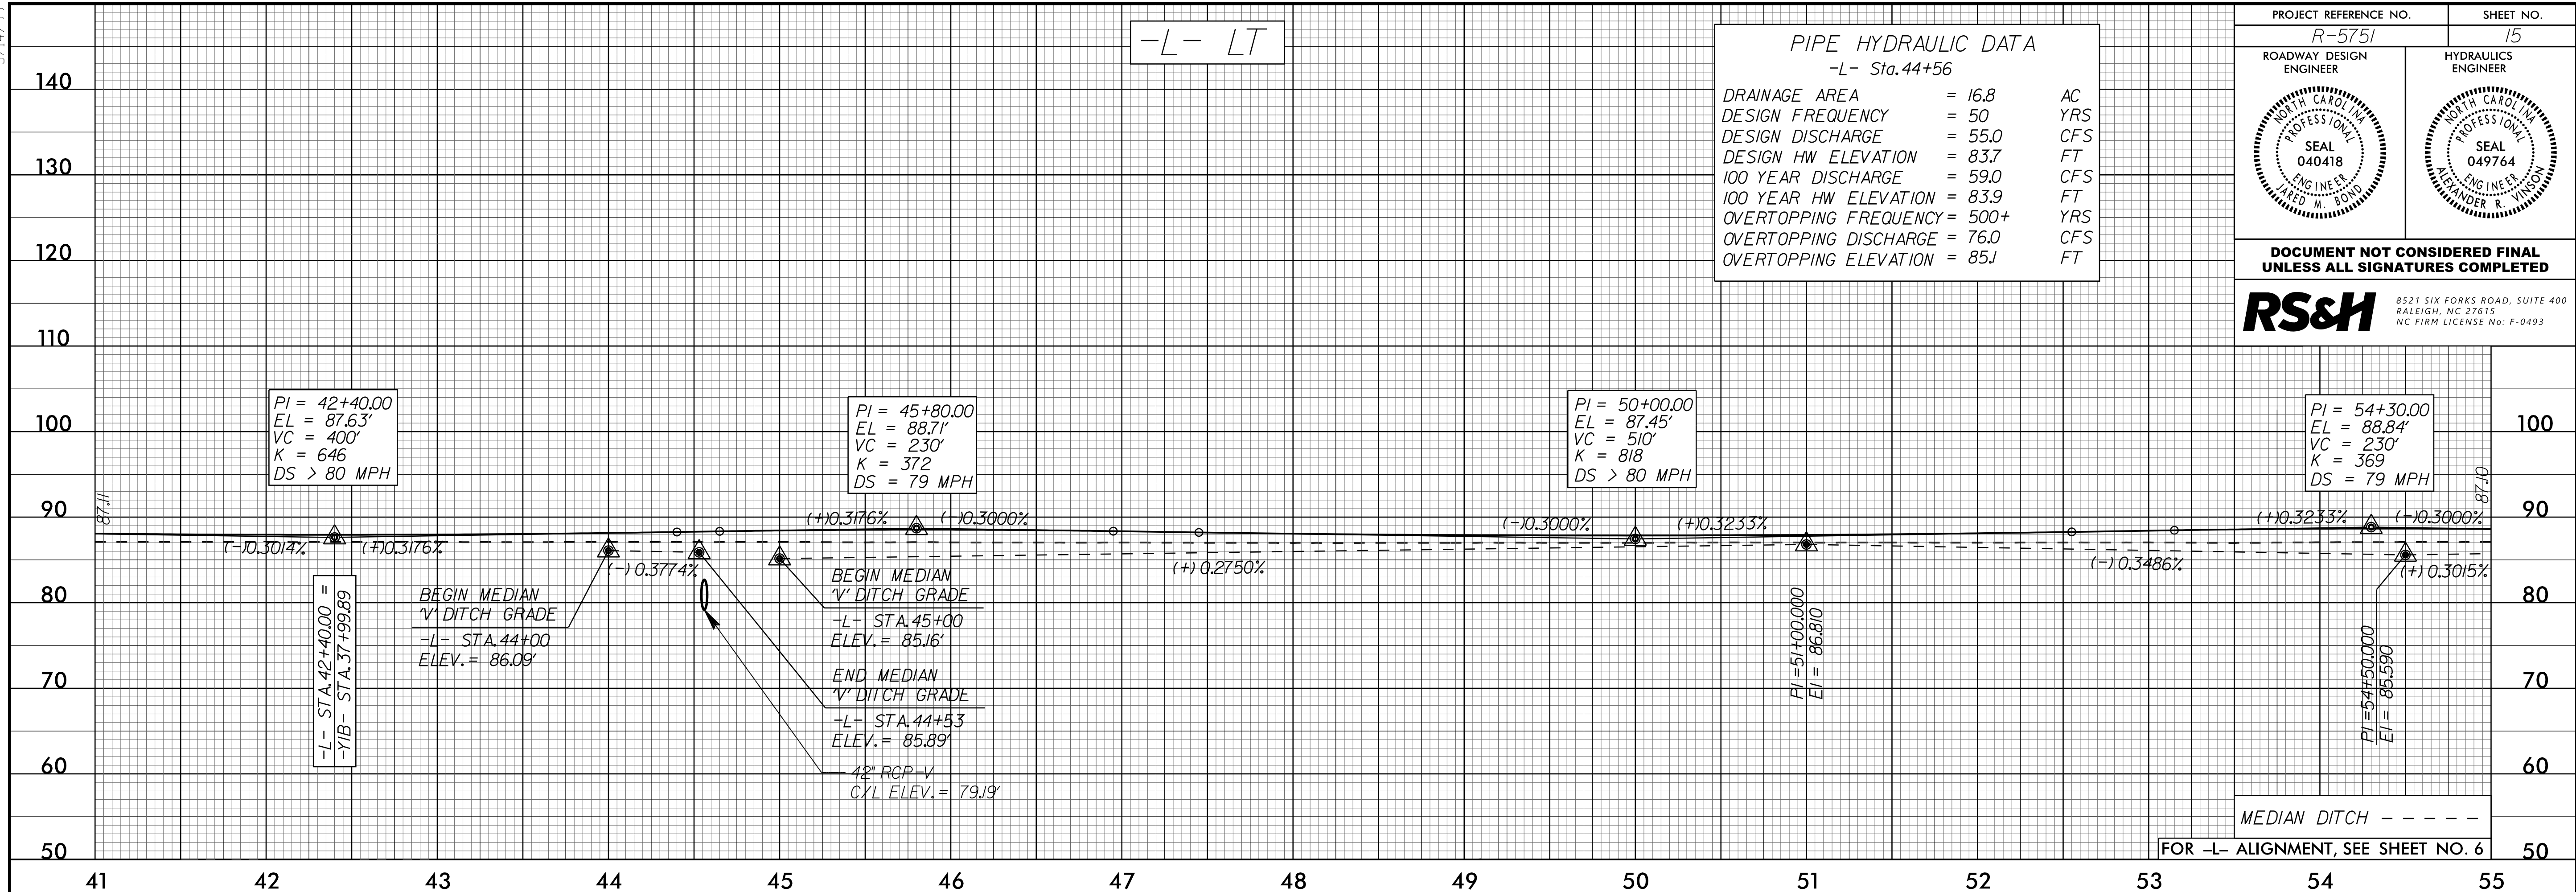 -L- LT
PIPE HYDRAULIC DATA
-L- Sta. 44+56
DRAINAGE AREA = 16.8 AC
DESIGN FREQUENCY = 50 YRS
DESIGN DISCHARGE = 55.0 CFS
DESIGN HW ELEVATION = 83.7 FT
100 YEAR DISCHARGE = 59.0 CFS
100 YEAR HW ELEVATION = 83.9 FT
OVERTOPPING FREQUENCY = 500+ YRS
OVERTOPPING DISCHARGE = 76.0 CFS
OVERTOPPING ELEVATION = 85.1 FT
PROJECT REFERENCE NO. SHEET NO.
R-5751 15
ROADWAY DESIGN
ENGINEER
HYDRAULICS
ENGINEER
NORTH CAROLINA
PROFESSIONAL
SEAL
040418
ENGINEER
JARED M. BOND
NORTH CAROLINA
PROFESSIONAL
SEAL
049764
ENGINEER
ALEXANDER R. VINSON
DOCUMENT NOT CONSIDERED FINAL
UNLESS ALL SIGNATURES COMPLETED
RS&H
8521 SIX FORKS ROAD, SUITE 400
RALEIGH, NC 27615
NC FIRM LICENSE No: F-0493
140
130
120
110
100
90
80
70
60
50
PI = 42+40.00
EL = 87.63'
VC = 400'
K = 646
DS > 80 MPH
PI = 45+80.00
EL = 88.71'
VC = 230'
K = 372
DS = 79 MPH
PI = 50+00.00
EL = 87.45'
VC = 510'
K = 818
DS > 80 MPH
PI = 54+30.00
EL = 88.84'
VC = 230'
K = 369
DS = 79 MPH
100
90
80
70
60
50
87.11
87.10
(-)0.3014%
(+)0.3176%
(+)0.3176%
(-)0.3000%
(-)0.3000%
(+)0.3233%
(+)0.3233%
(-)0.3000%
(-)0.3774%
(+)0.2750%
(-)0.3486%
(+)0.3015%
-L- STA. 42+40.00 =
-Y1B- STA. 37+99.89
BEGIN MEDIAN
'V' DITCH GRADE
-L- STA. 44+00
ELEV. = 86.09'
BEGIN MEDIAN
'V' DITCH GRADE
-L- STA. 45+00
ELEV. = 85.16'
END MEDIAN
'V' DITCH GRADE
-L- STA. 44+53
ELEV. = 85.89'
42" RCP-V
C/L ELEV. = 79.19'
PI = 51+00.000
El = 86.810
PI = 54+50.000
El = 85.590
MEDIAN DITCH - - - - -
FOR -L- ALIGNMENT, SEE SHEET NO. 6
41 42 43 44 45 46 47 48 49 50 51 52 53 54 55